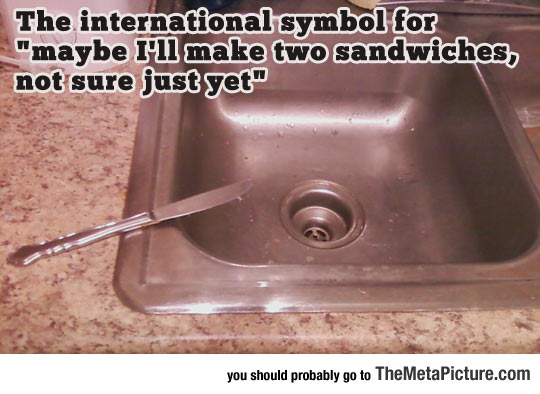 The international symbol for
"maybe I'll make two sandwiches,
not sure just yet"
you should probably go to TheMetaPicture.com